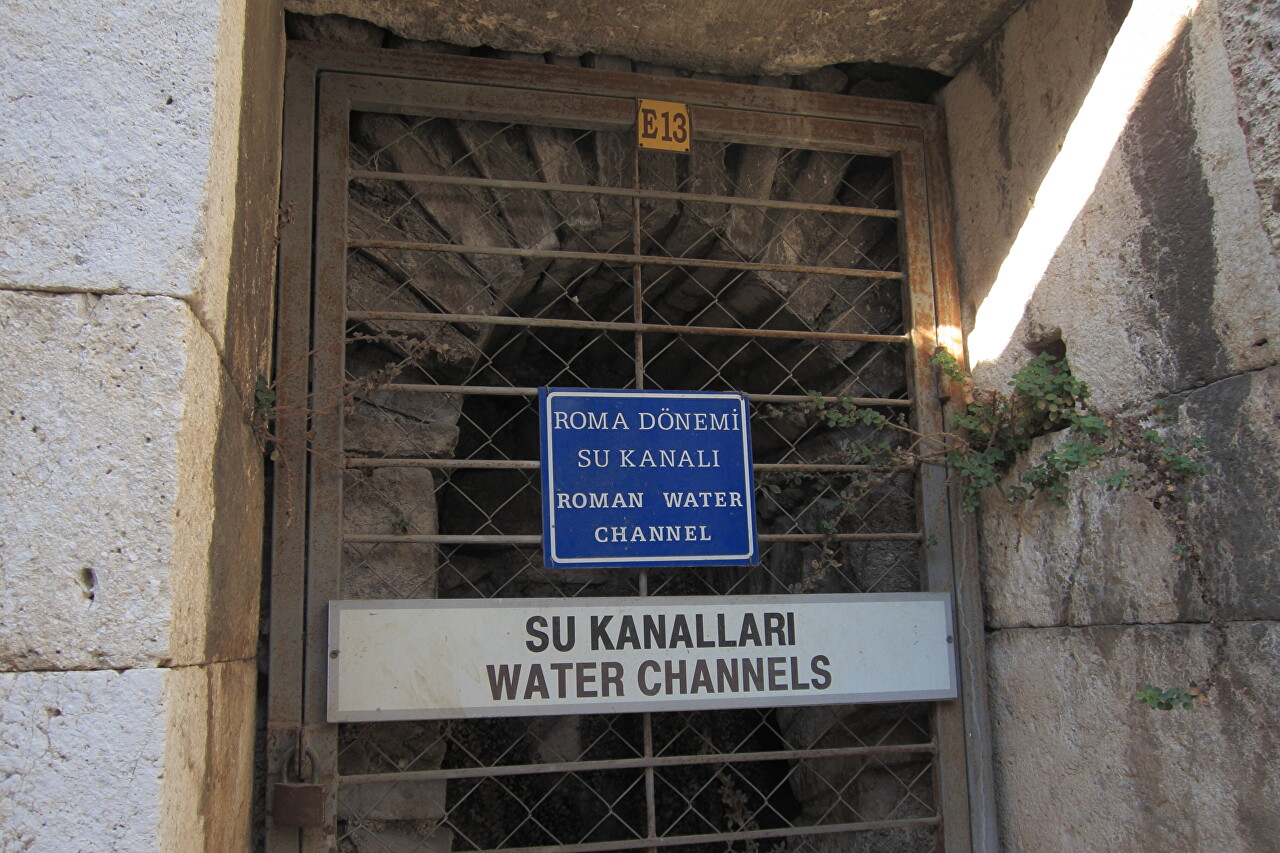 E13
ROMA DÖNEMİ
SU KANALI
ROMAN WATER
CHANNEL
SU KANALLARI
WATER CHANNELS